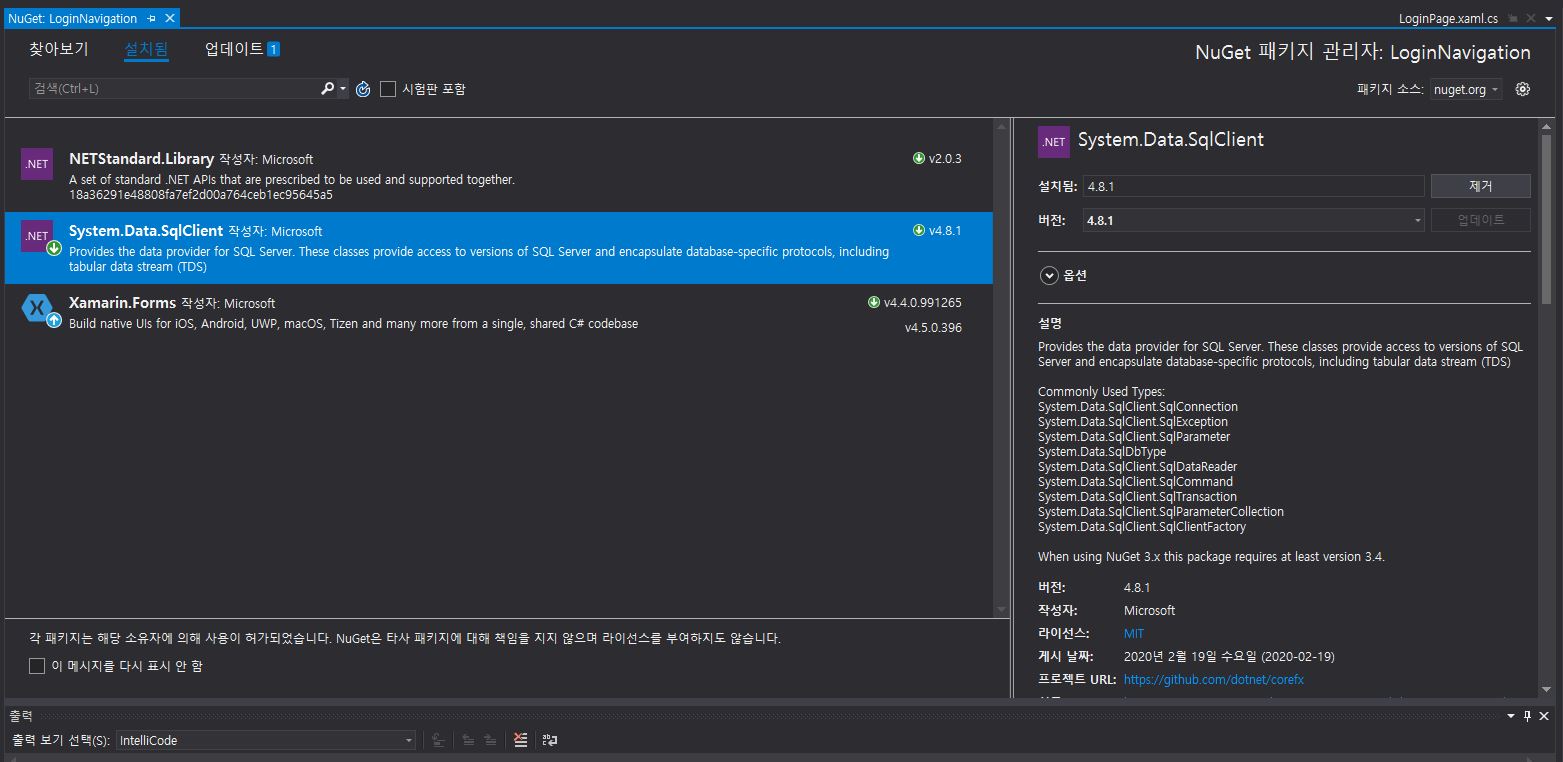 NuGet: LoginNavigation
LoginPage.xaml.cs
찾아보기 설치됨 업데이트 1
NuGet 패키지 관리자: LoginNavigation
검색(Ctrl+L)
시험판 포함
패키지 소스: nuget.org
.NET
NETStandard.Library 작성자: Microsoft
v2.0.3
A set of standard .NET APIs that are prescribed to be used and supported together.
18a36291e48808fa7ef2d00a764ceb1ec95645a5
.NET
System.Data.SqlClient 작성자: Microsoft
v4.8.1
Provides the data provider for SQL Server. These classes provide access to versions of SQL Server and encapsulate database-specific protocols, including
tabular data stream (TDS)
Xamarin.Forms 작성자: Microsoft
v4.4.0.991265
Build native UIs for iOS, Android, UWP, macOS, Tizen and many more from a single, shared C# codebase
v4.5.0.396
각 패키지는 해당 소유자에 의해 사용이 허가되었습니다. NuGet은 타사 패키지에 대해 책임을 지지 않으며 라이선스를 부여하지도 않습니다.
이 메시지를 다시 표시 안 함
.NET
System.Data.SqlClient
설치됨: 4.8.1 제거
버전: 4.8.1 업데이트
옵션
설명
Provides the data provider for SQL Server. These classes provide access to versions of SQL
Server and encapsulate database-specific protocols, including tabular data stream (TDS)
Commonly Used Types:
System.Data.SqlClient.SqlConnection
System.Data.SqlClient.SqlException
System.Data.SqlClient.SqlParameter
System.Data.SqlDbType
System.Data.SqlClient.SqlDataReader
System.Data.SqlClient.SqlCommand
System.Data.SqlClient.SqlTransaction
System.Data.SqlClient.SqlParameterCollection
System.Data.SqlClient.SqlClientFactory
When using NuGet 3.x this package requires at least version 3.4.
버전: 4.8.1
작성자: Microsoft
라이선스: MIT
게시 날짜: 2020년 2월 19일 수요일 (2020-02-19)
프로젝트 URL: https://github.com/dotnet/corefx
출력
출력 보기 선택(S): IntelliCode